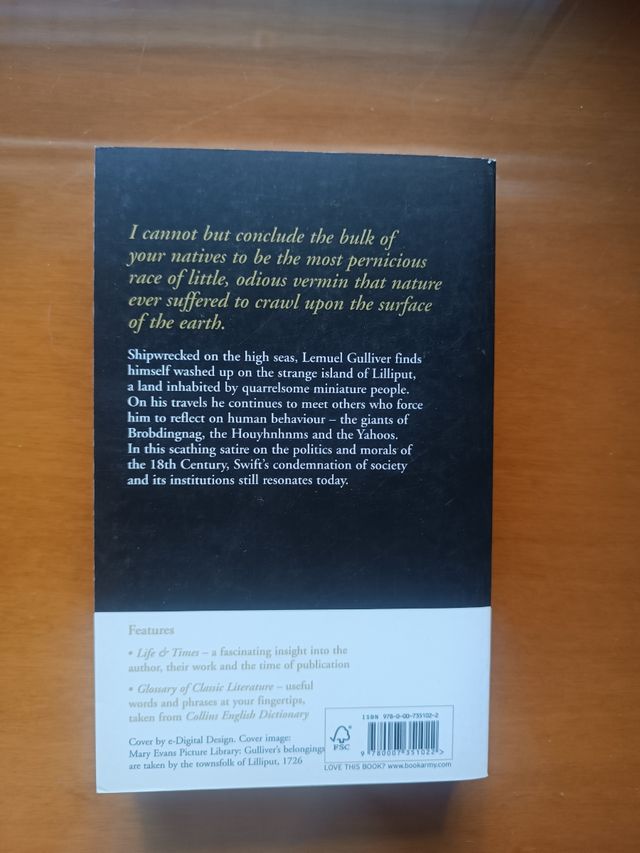 I cannot but conclude the bulk of
your natives to be the most pernicious
race of little, odious vermin that nature
ever suffered to crawl upon the surface
of the earth.
Shipwrecked on the high seas, Lemuel Gulliver finds
himself washed up on the strange island of Lilliput,
a land inhabited by quarrelsome miniature people.
On his travels he continues to meet others who force
him to reflect on human behaviour – the giants of
Brobdingnag, the Houyhnhnms and the Yahoos.
In this scathing satire on the politics and morals of
the 18th Century, Swift's condemnation of society
and its institutions still resonates today.
Features
• Life & Times – a fascinating insight into the
author, their work and the time of publication
• Glossary of Classic Literature – useful
words and phrases at your fingertips,
taken from Collins English Dictionary
Cover by e-Digital Design. Cover image:
Mary Evans Picture Library: Gulliver's belongings
are taken by the townsfolk of Lilliput, 1726
FSC
ISBN 978-0-00-735102-2
9 780007 351022 >
LOVE THIS BOOK? www.bookarmy.com